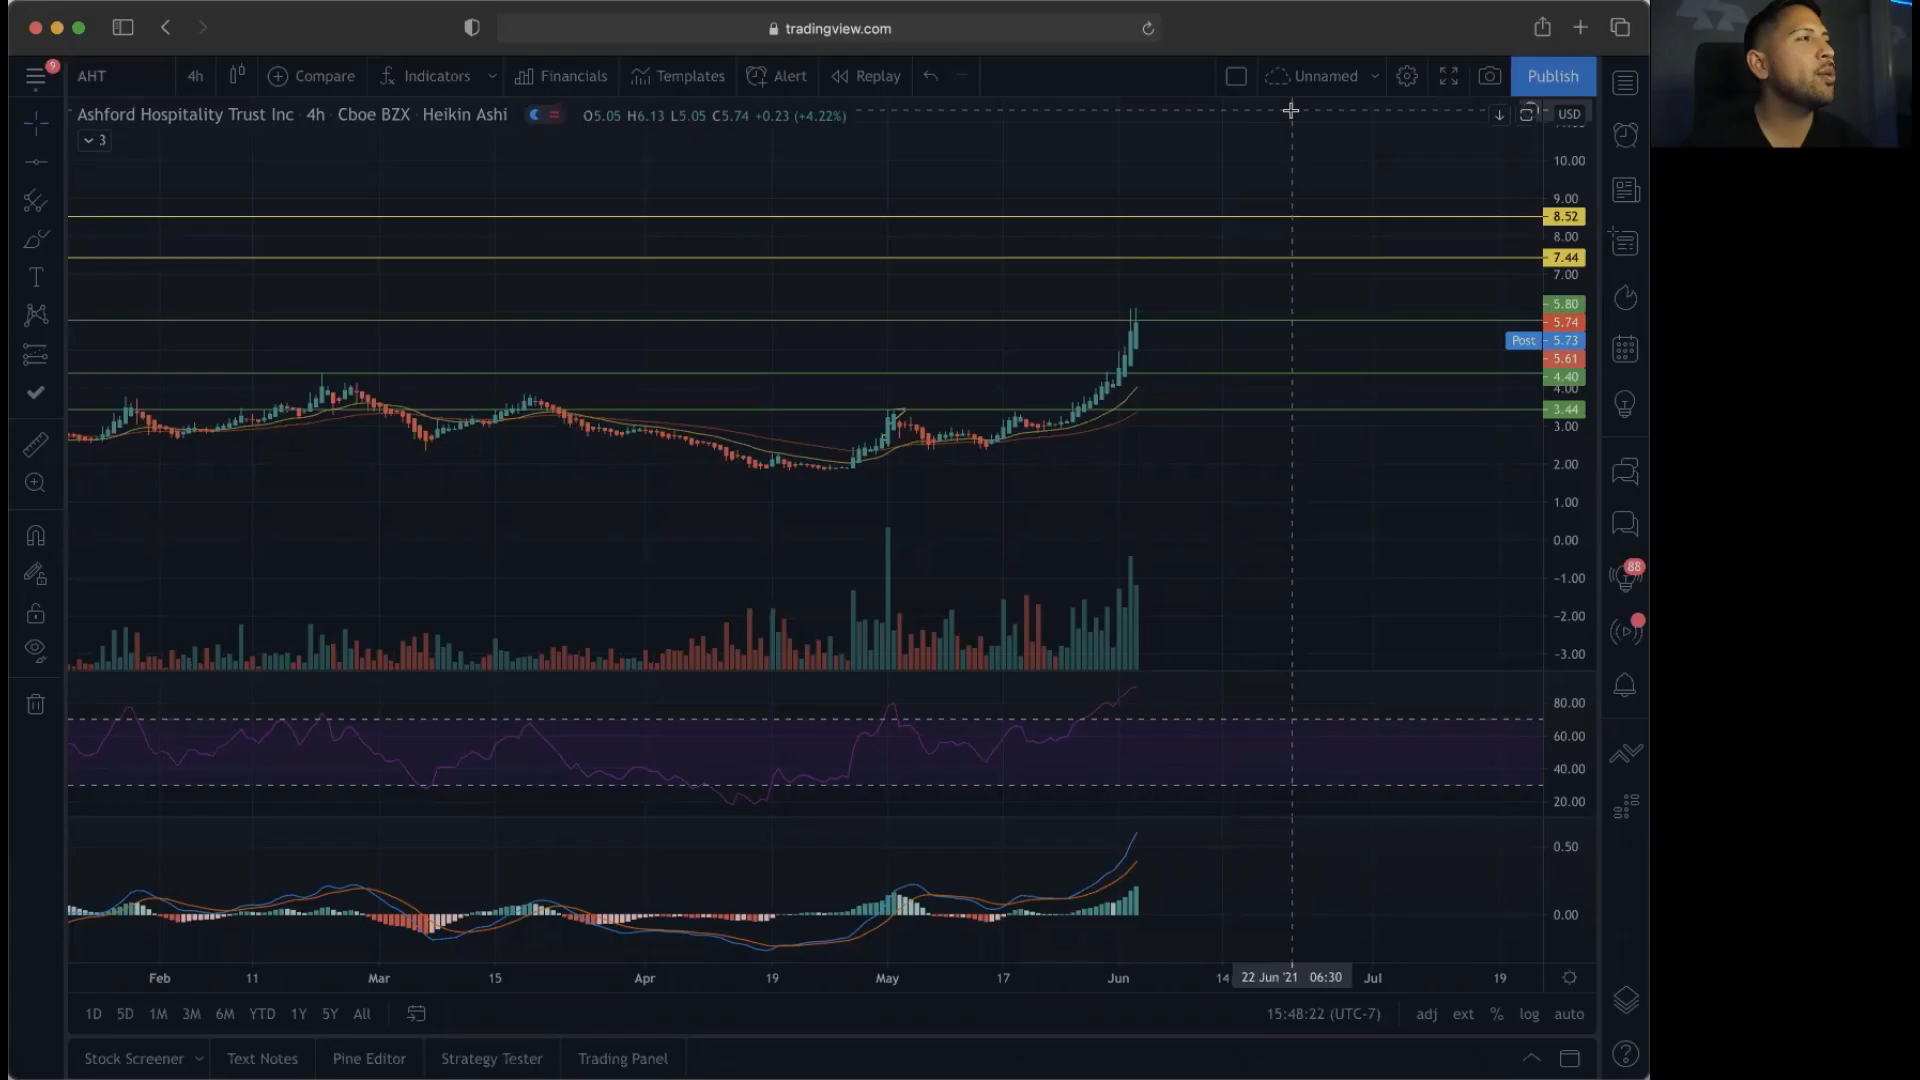 tradingview.com
9
AHT
4h
Compare
Indicators
Financials
Templates
Alert
Replay
Unnamed
Publish
Ashford Hospitality Trust Inc · 4h · Cboe BZX · Heikin Ashi
O5.05 H6.13 L5.05 C5.74 +0.23 (+4.22%)
USD
3
10.00
9.00
8.52
8.00
7.44
7.00
5.80
5.74
Post 5.73
5.61
4.40
4.00
3.44
3.00
2.00
1.00
0.00
-1.00
-2.00
-3.00
88
80.00
60.00
40.00
20.00
0.50
0.00
Feb 11 Mar 15 Apr 19 May 17 Jun 14 22 Jun '21 06:30 Jul 19
1D 5D 1M 3M 6M YTD 1Y 5Y All
15:48:22 (UTC-7)
adj ext % log auto
Stock Screener
Text Notes
Pine Editor
Strategy Tester
Trading Panel